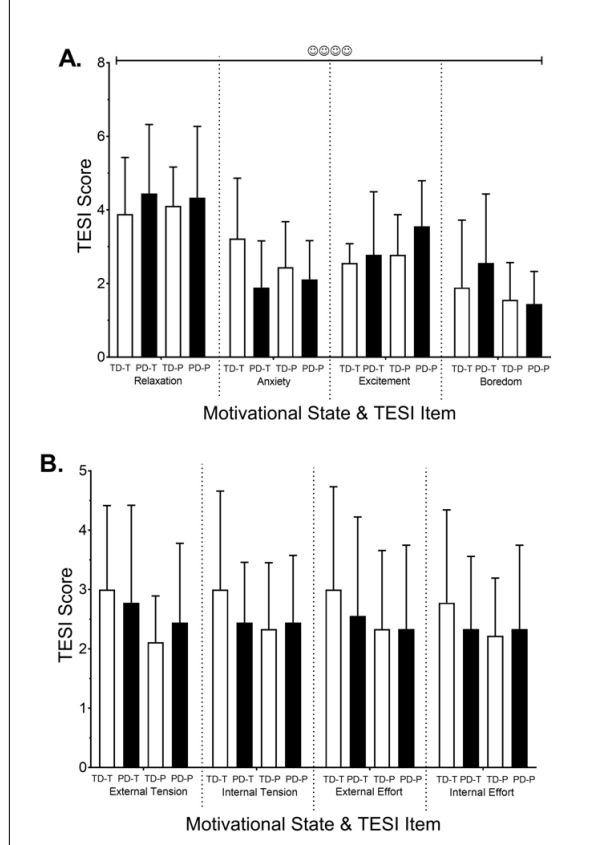 A.
☺☺☺☺
8
6
4
2
0
TESI Score
TD-T PD-T TD-P PD-P TD-T PD-T TD-P PD-P TD-T PD-T TD-P PD-P TD-T PD-T TD-P PD-P
Relaxation Anxiety Excitement Boredom
Motivational State & TESI Item
B.
5
4
3
2
1
0
TESI Score
TD-T PD-T TD-P PD-P TD-T PD-T TD-P PD-P TD-T PD-T TD-P PD-P TD-T PD-T TD-P PD-P
External Tension Internal Tension External Effort Internal Effort
Motivational State & TESI Item